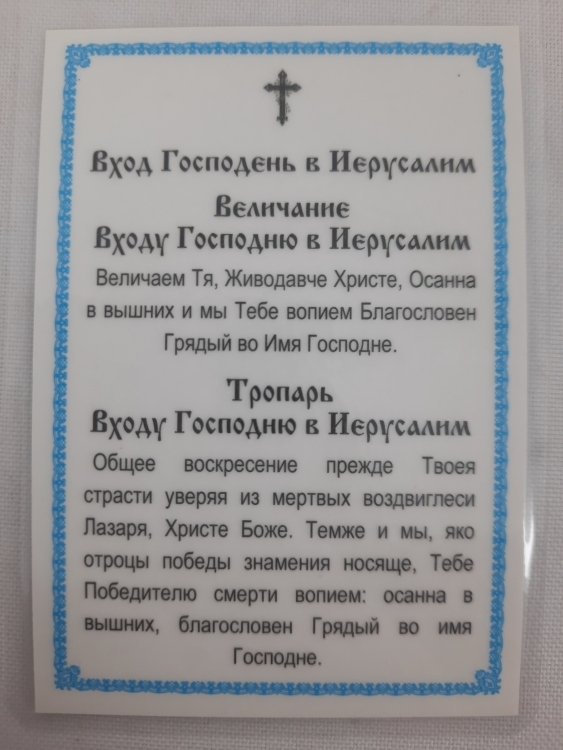 Вход Господень в Иерусалим
Величание
Входу Господню в Иерусалим
Величаем Тя, Живодавче Христе, Осанна
в вышних и мы Тебе вопием Благословен
Грядый во Имя Господне.
Тропарь
Входу Господню в Иерусалим
Общее воскресение прежде Твоея
страсти уверяя из мертвых воздвиглеси
Лазаря, Христе Боже. Темже и мы, яко
отроцы победы знамения носяще, Тебе
Победителю смерти вопием: осанна в
вышних, благословен Грядый во имя
Господне.